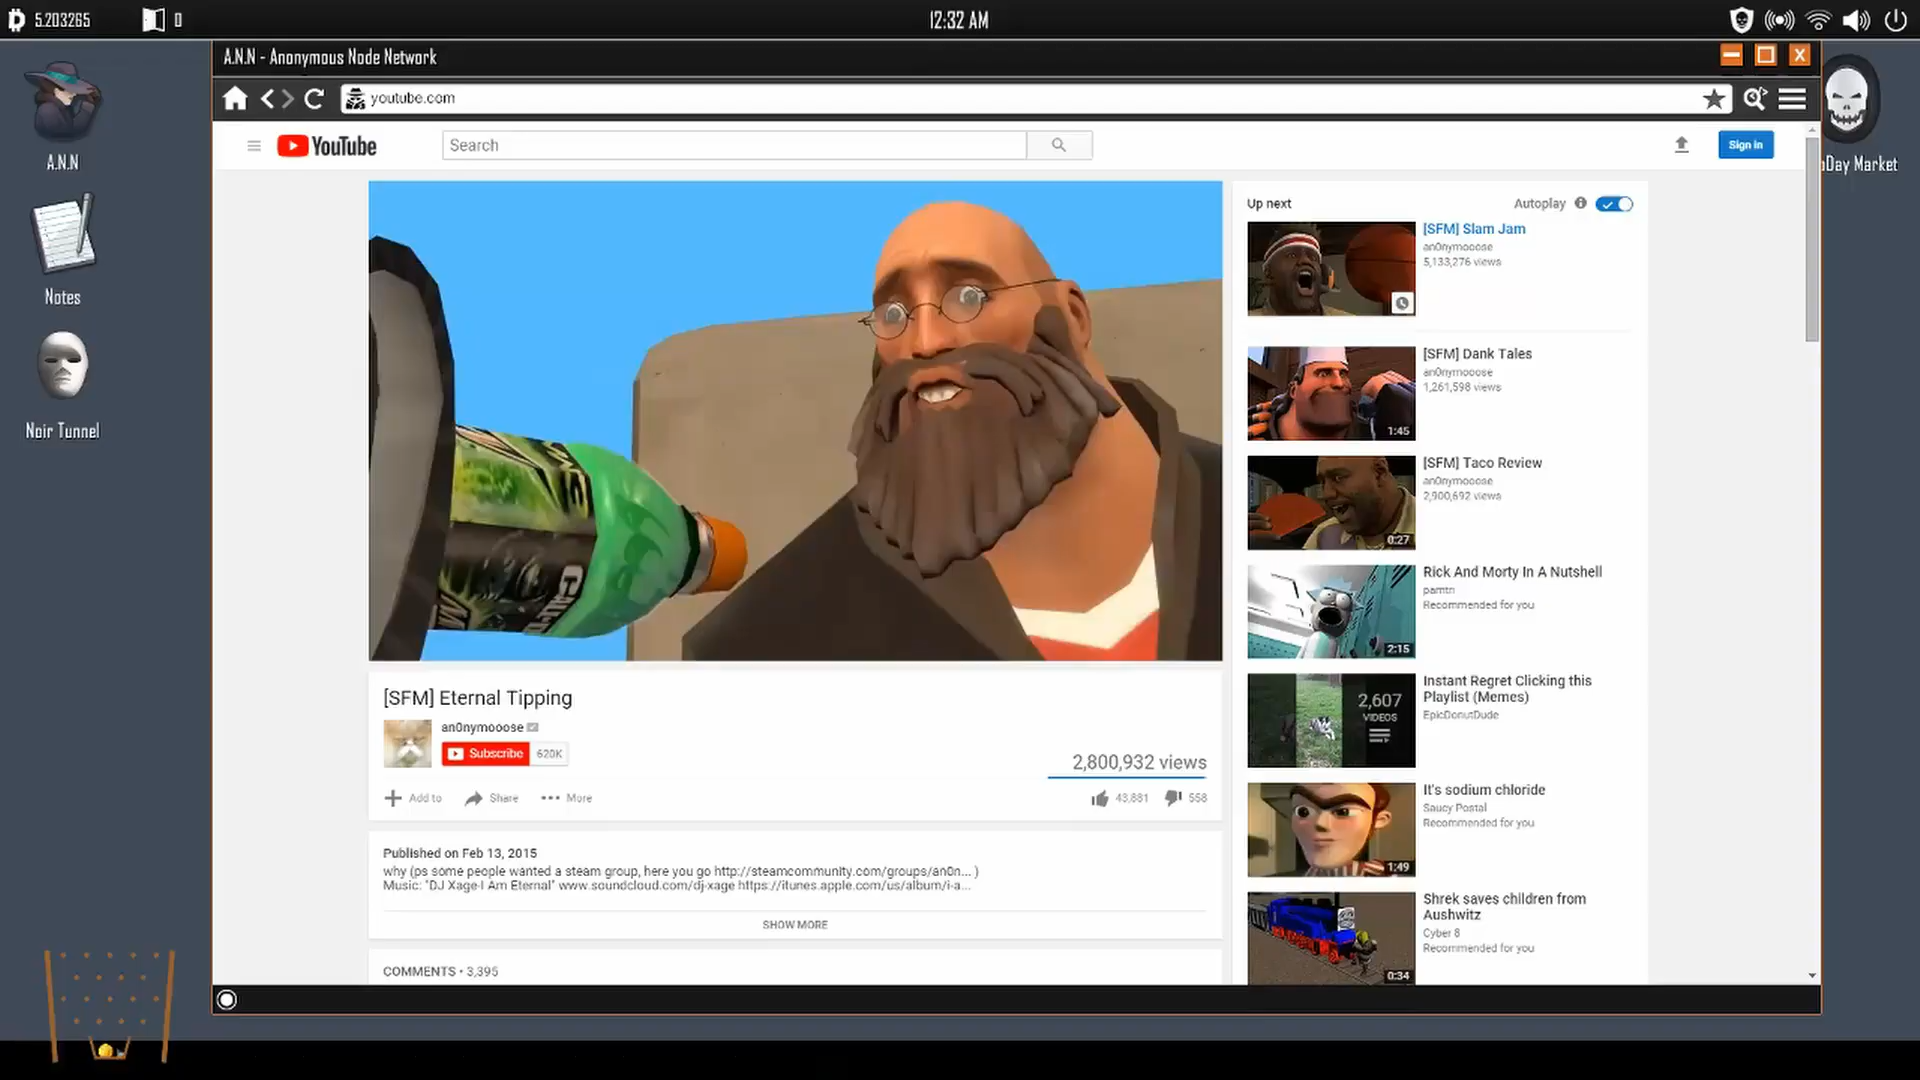 5.203265
0
12:32 AM
A.N.N - Anonymous Node Network
youtube.com
A.N.N
Notes
Noir Tunnel
Day Market
YouTube
Search
Sign in
Up next
Autoplay
[SFM] Slam Jam
an0nymooose
5,133,276 views
[SFM] Dank Tales
an0nymooose
1,261,598 views
1:45
[SFM] Taco Review
an0nymooose
2,900,692 views
0:27
Rick And Morty In A Nutshell
pamtri
Recommended for you
2:15
Instant Regret Clicking this
Playlist (Memes)
EpicDonutDude
2,607
VIDEOS
It's sodium chloride
Saucy Postal
Recommended for you
1:49
Shrek saves children from
Aushwitz
Cyber 8
Recommended for you
0:34
[SFM] Eternal Tipping
an0nymooose
Subscribe 620K
2,800,932 views
Add to Share More
43,881 558
Published on Feb 13, 2015
why (ps some people wanted a steam group, here you go http://steamcommunity.com/groups/an0n... )
Music: "DJ Xage-I Am Eternal" www.soundcloud.com/dj-xage https://itunes.apple.com/us/album/i-a...
SHOW MORE
COMMENTS • 3,395